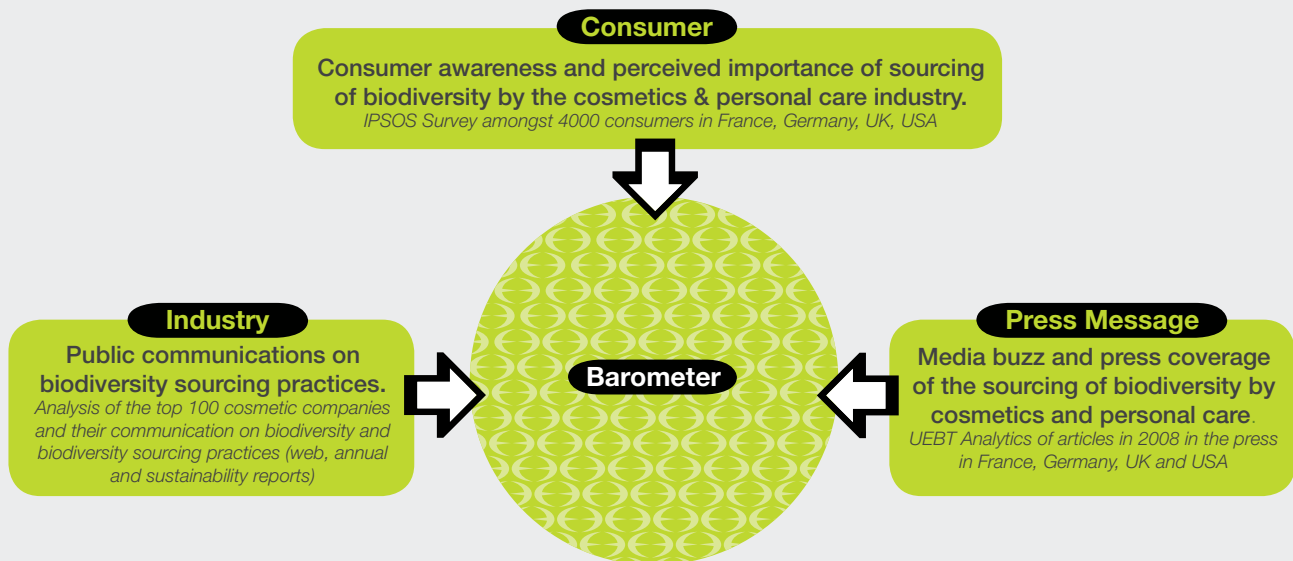 Consumer
Consumer awareness and perceived importance of sourcing
of biodiversity by the cosmetics & personal care industry.
IPSOS Survey amongst 4000 consumers in France, Germany, UK, USA
Industry
Public communications on
biodiversity sourcing practices.
Analysis of the top 100 cosmetic companies
and their communication on biodiversity and
biodiversity sourcing practices (web, annual
and sustainability reports)
Barometer
Press Message
Media buzz and press coverage
of the sourcing of biodiversity by
cosmetics and personal care.
UEBT Analytics of articles in 2008 in the press
in France, Germany, UK and USA